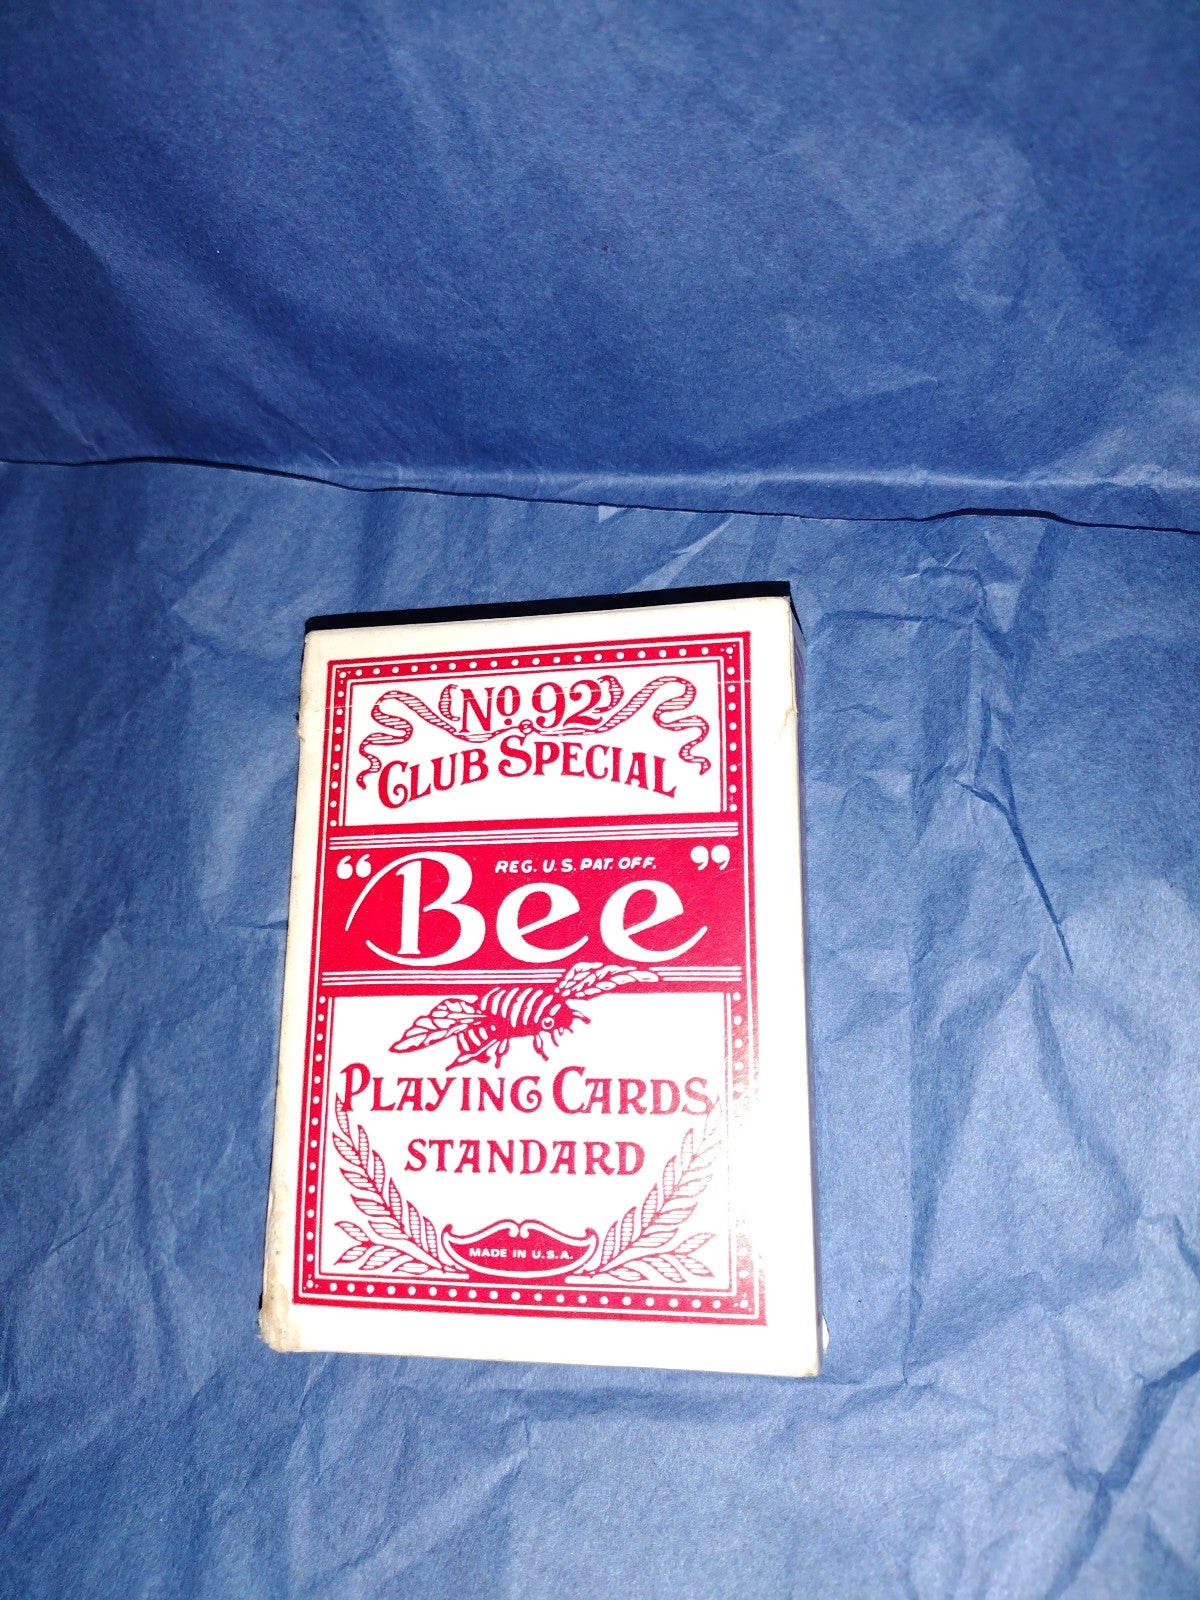 No 92
CLUB SPECIAL
REG. U.S. PAT. OFF.
“Bee”
PLAYING CARDS
STANDARD
MADE IN U.S.A.